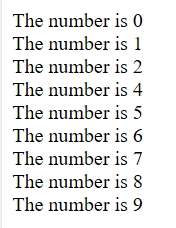 The number is 0
The number is 1
The number is 2
The number is 4
The number is 5
The number is 6
The number is 7
The number is 8
The number is 9